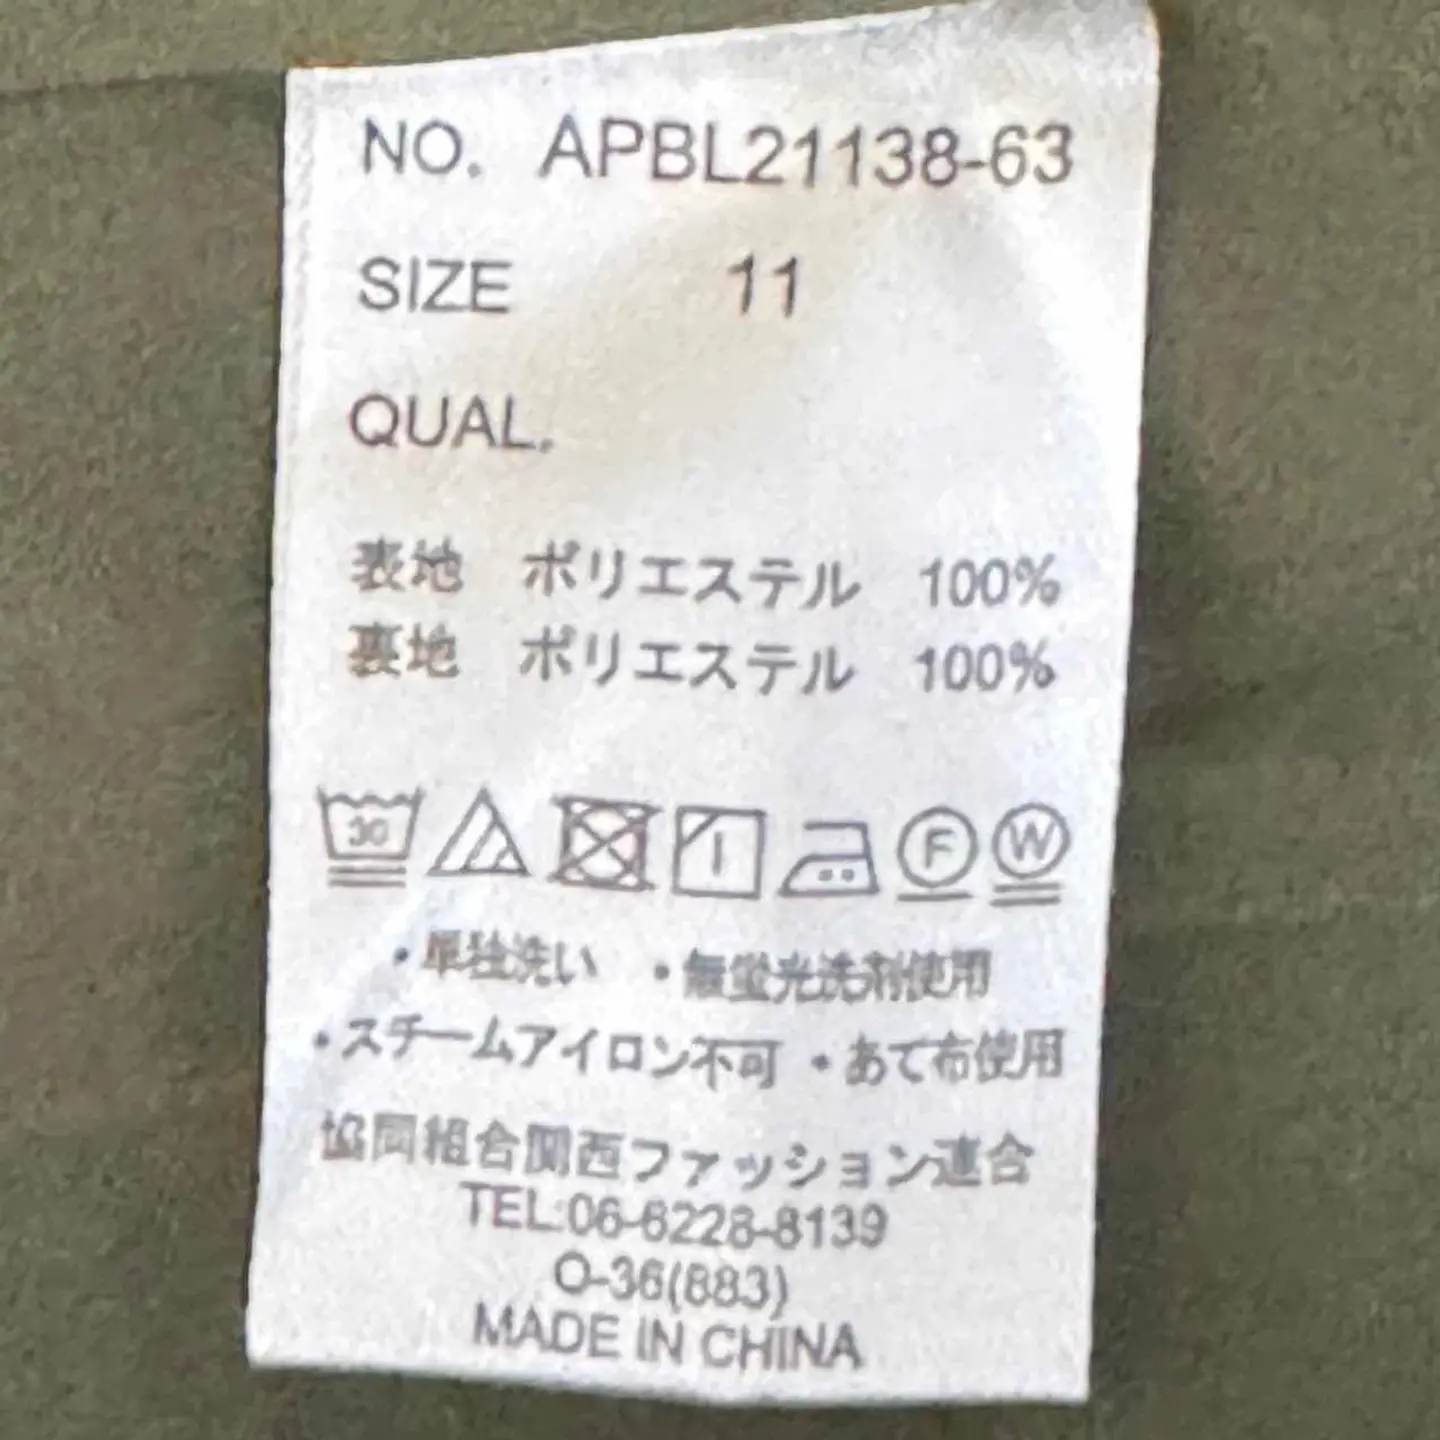 NO. APBL21138-63
SIZE 11
QUAL.
表地 ポリエステル 100%
裏地 ポリエステル 100%
30 F W
・単独洗い ・無蛍光洗剤使用
・スチームアイロン不可 ・あて布使用
協同組合関西ファッション連合
TEL:06-6228-8139
O-36(883)
MADE IN CHINA